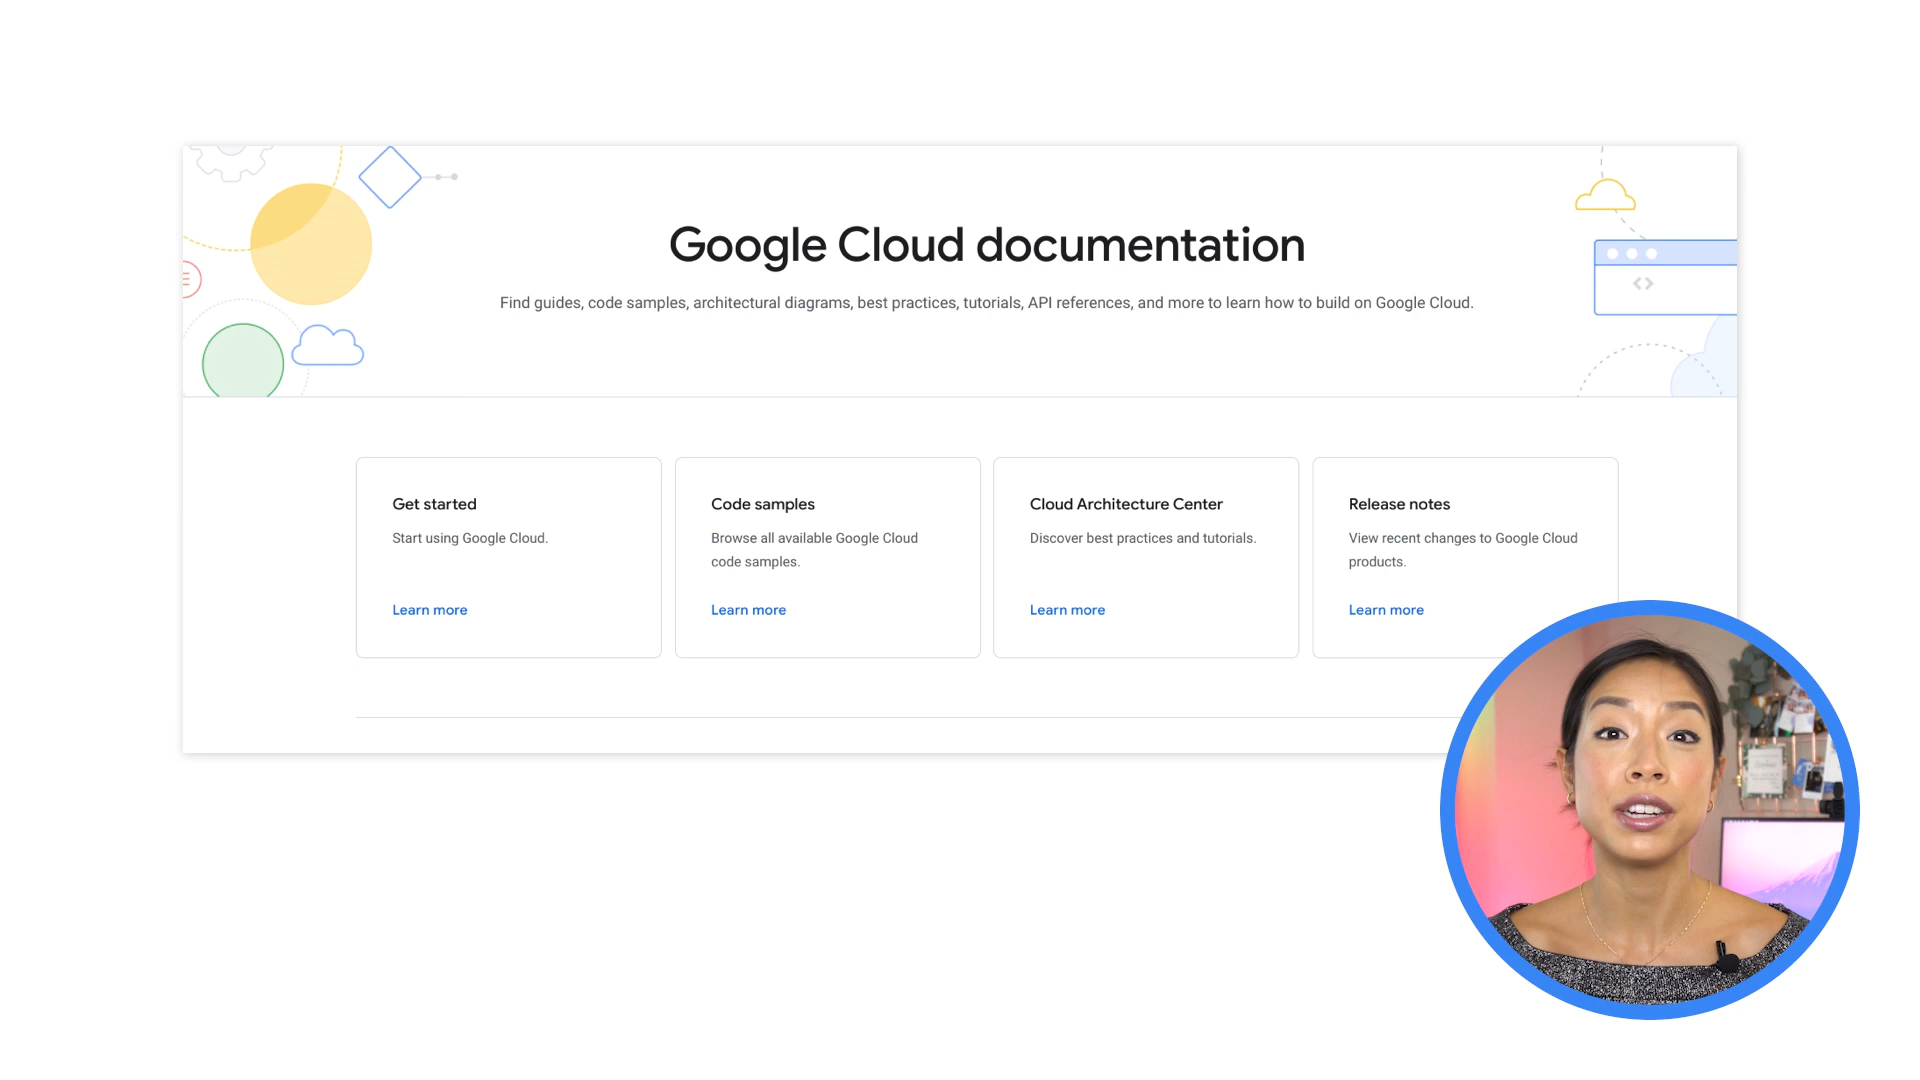 Google Cloud documentation
Find guides, code samples, architectural diagrams, best practices, tutorials, API references, and more to learn how to build on Google Cloud.
Get started
Start using Google Cloud.
Learn more
Code samples
Browse all available Google Cloud
code samples.
Learn more
Cloud Architecture Center
Discover best practices and tutorials.
Learn more
Release notes
View recent changes to Google Cloud
products.
Learn more